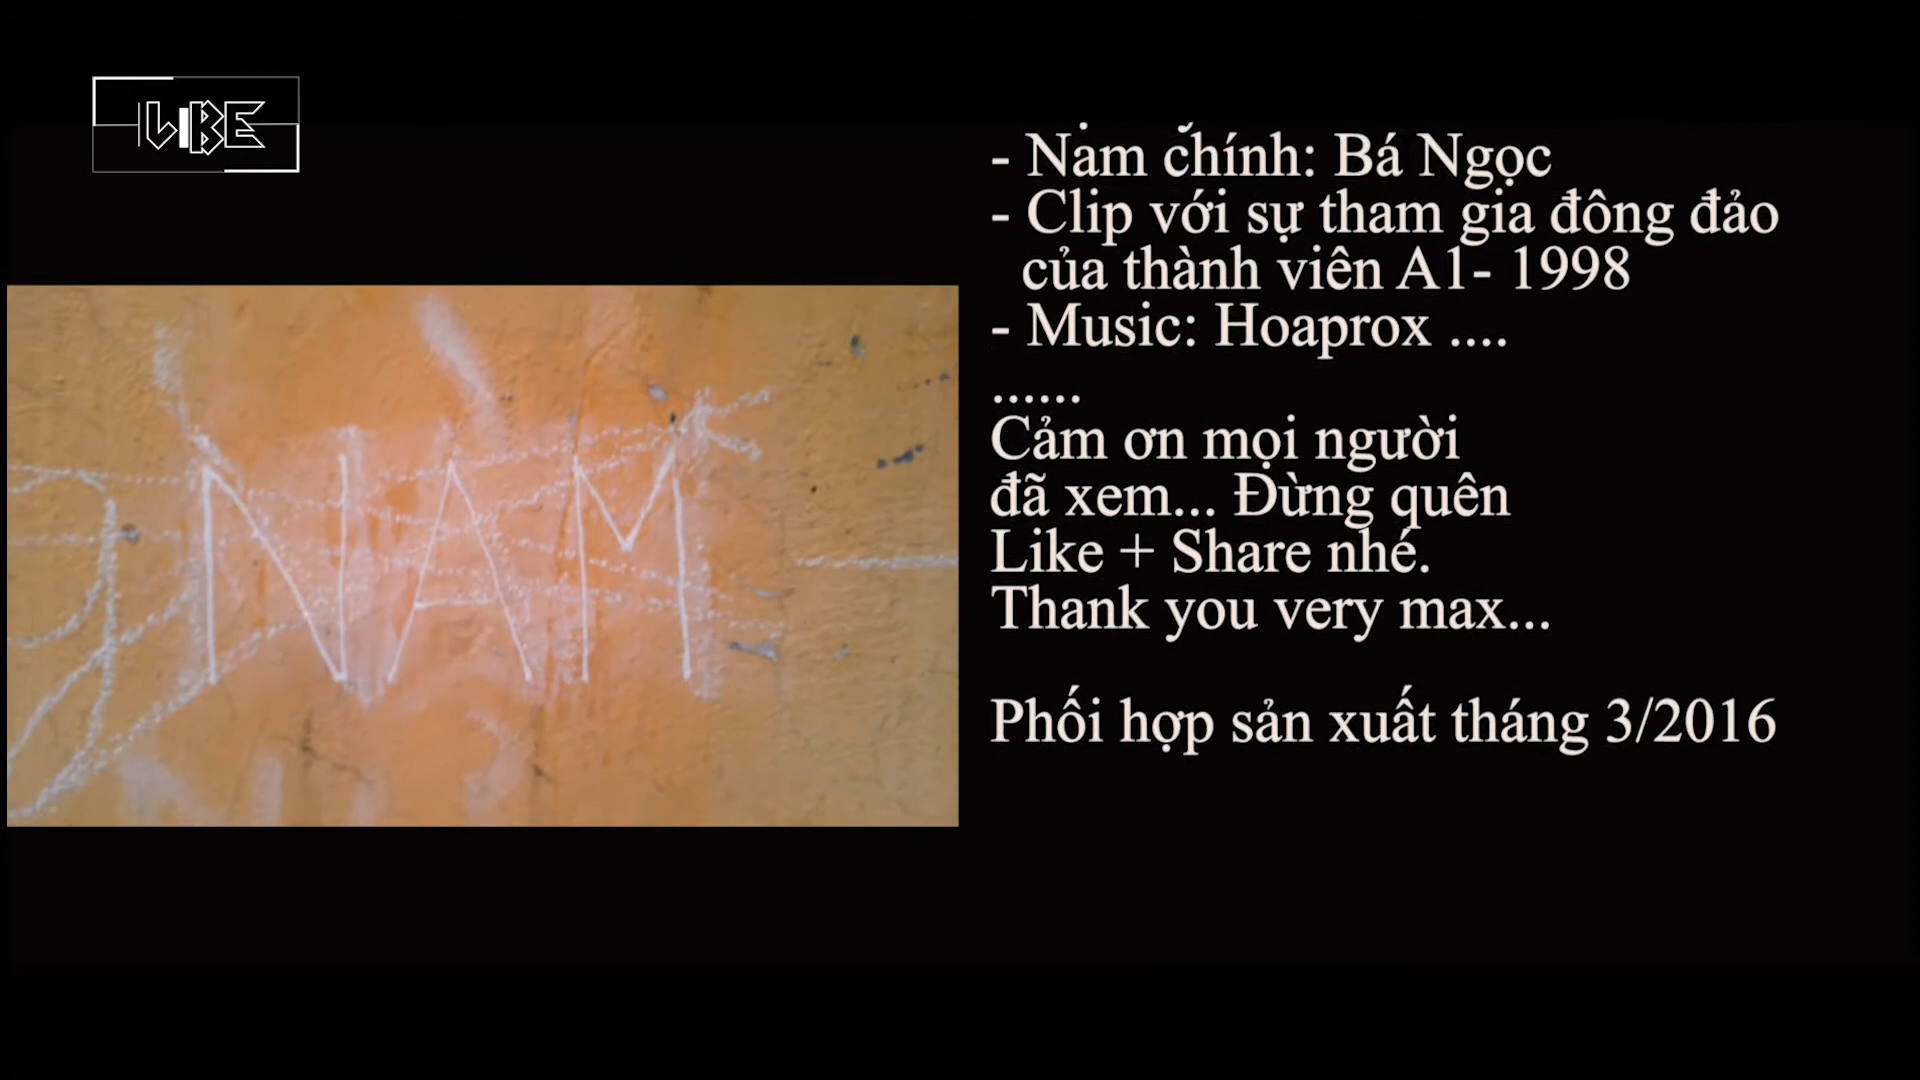 LIBE
- Nam chính: Bá Ngọc
- Clip với sự tham gia đông đảo
của thành viên A1- 1998
- Music: Hoaprox ....
......
Cảm ơn mọi người
đã xem... Đừng quên
Like + Share nhé.
Thank you very max...
Phối hợp sản xuất tháng 3/2016
NAM